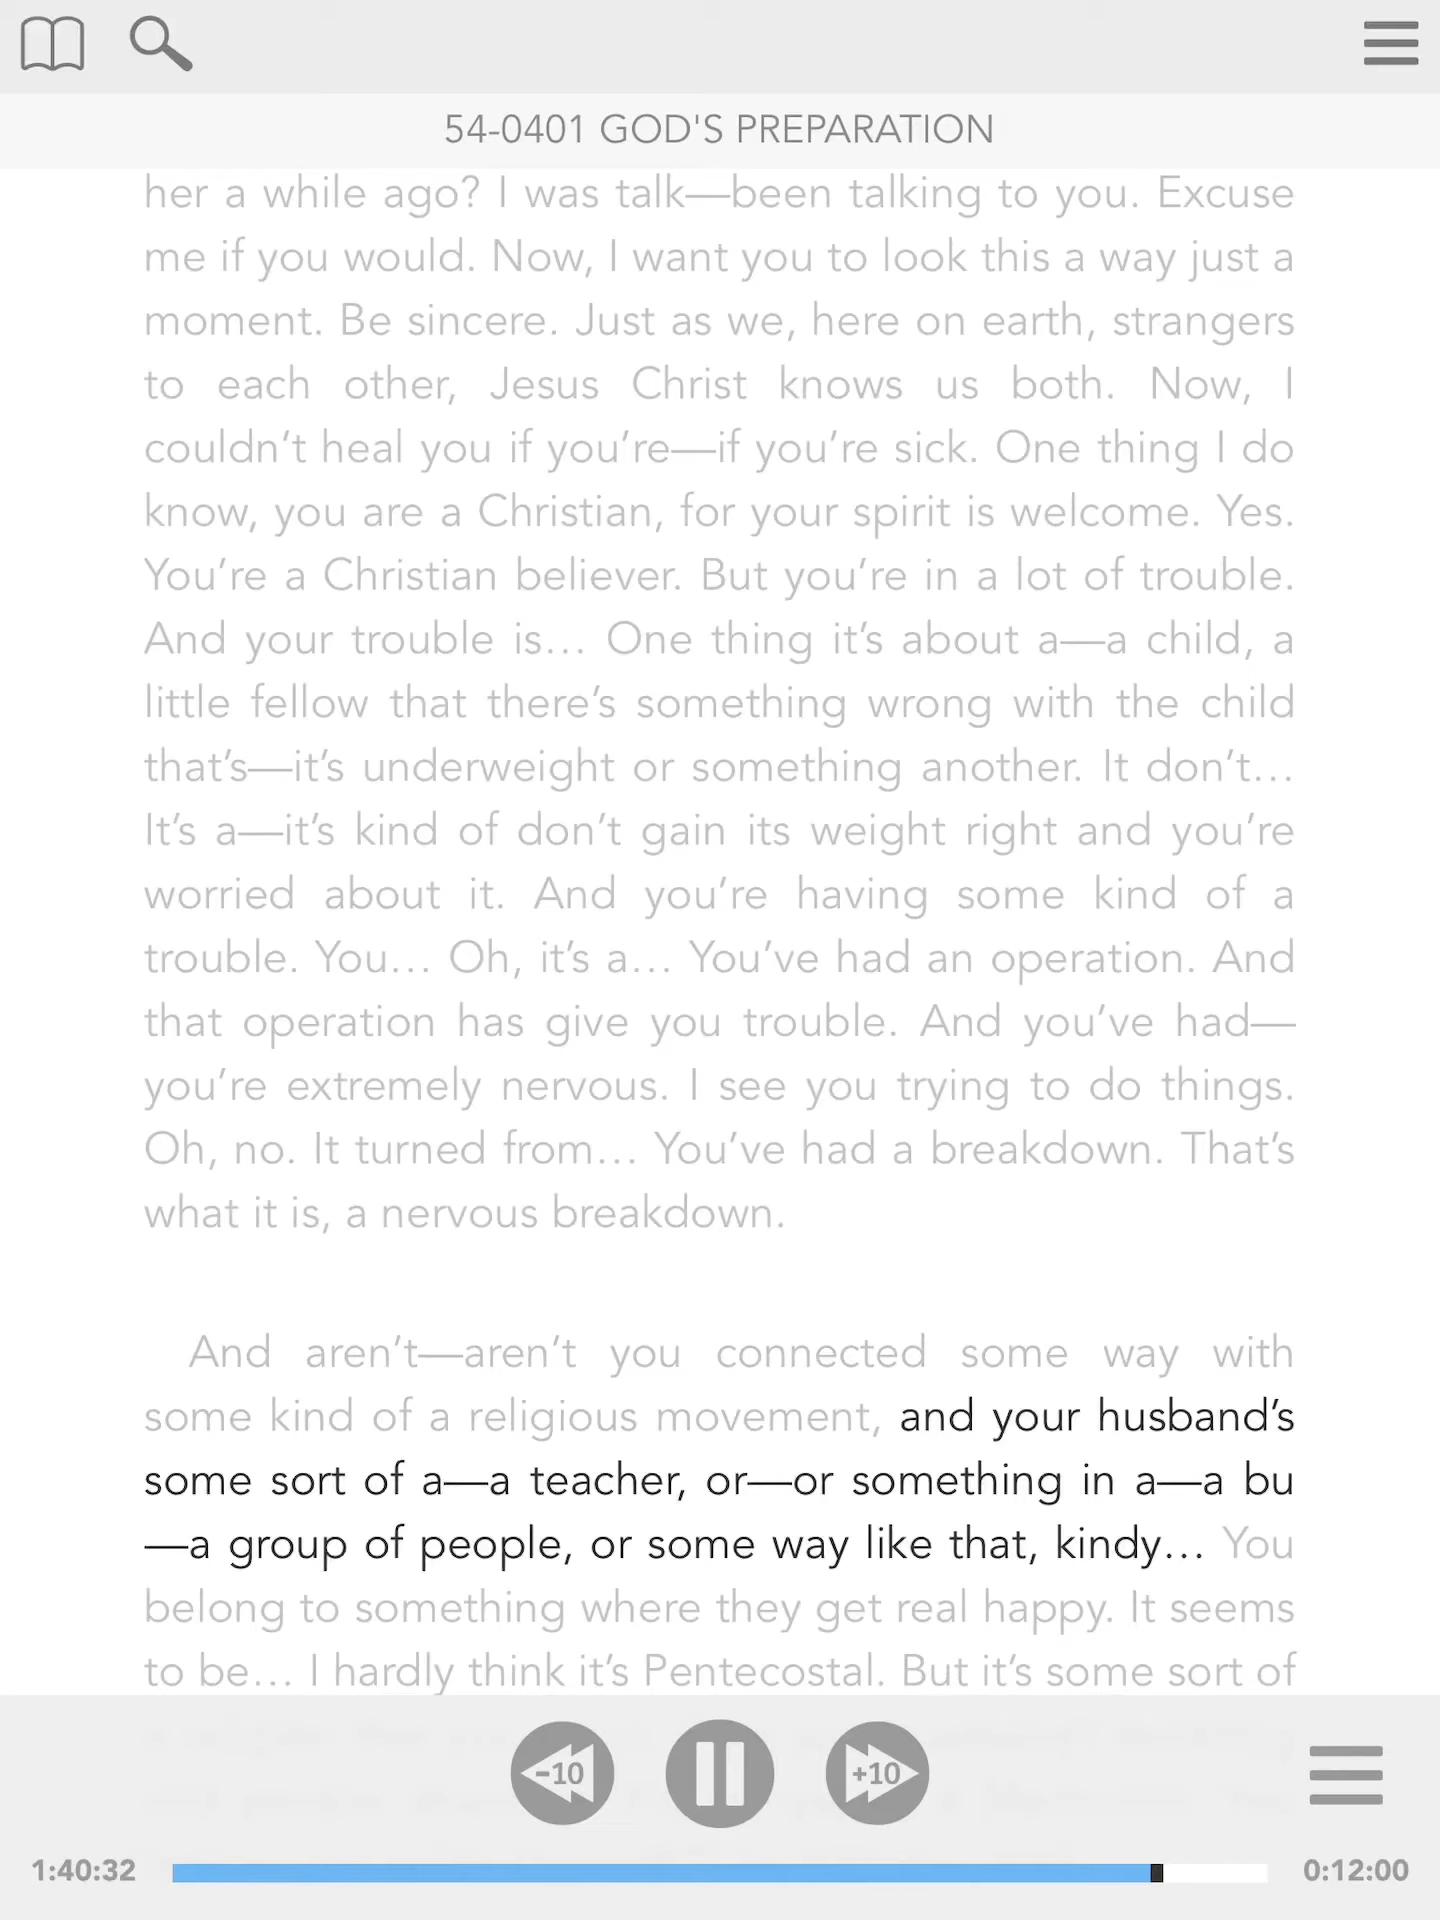 54-0401 GOD'S PREPARATION
her a while ago? I was talk—been talking to you. Excuse
me if you would. Now, I want you to look this a way just a
moment. Be sincere. Just as we, here on earth, strangers
to each other, Jesus Christ knows us both. Now, I
couldn’t heal you if you’re—if you’re sick. One thing I do
know, you are a Christian, for your spirit is welcome. Yes.
You’re a Christian believer. But you’re in a lot of trouble.
And your trouble is… One thing it’s about a—a child, a
little fellow that there’s something wrong with the child
that’s—it’s underweight or something another. It don’t…
It’s a—it’s kind of don’t gain its weight right and you’re
worried about it. And you’re having some kind of a
trouble. You… Oh, it’s a… You’ve had an operation. And
that operation has give you trouble. And you’ve had—
you’re extremely nervous. I see you trying to do things.
Oh, no. It turned from… You’ve had a breakdown. That’s
what it is, a nervous breakdown.
And aren’t—aren’t you connected some way with
some kind of a religious movement, and your husband’s
some sort of a—a teacher, or—or something in a—a bu
—a group of people, or some way like that, kindy… You
belong to something where they get real happy. It seems
to be… I hardly think it’s Pentecostal. But it’s some sort of
-10 +10
1:40:32 0:12:00